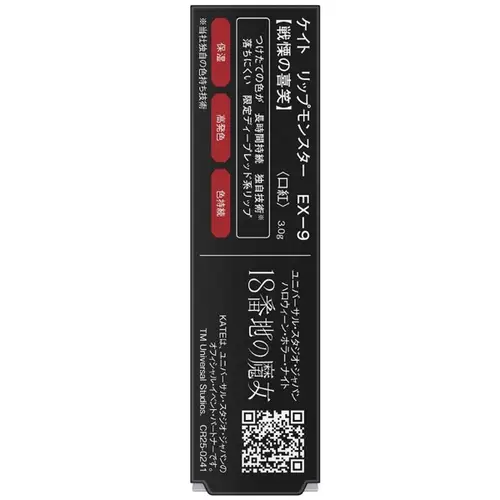 ケイト　リップモンスター　EX－9
【戦慄の喜笑】
〈口紅〉　3.0g
つけたての色が　長時間持続　独自技術※
落ちにくい　限定ディープレッド系リップ
保湿
高発色
色持続
※当社独自の色持ち技術
ユニバーサル・スタジオ・ジャパン
ハロウィーン・ホラー・ナイト
18番地の魔女
KATEは、ユニバーサル・スタジオ・ジャパンの
オフィシャル・イベント・パートナーです。
TM Universal Studios.　CR25-0241